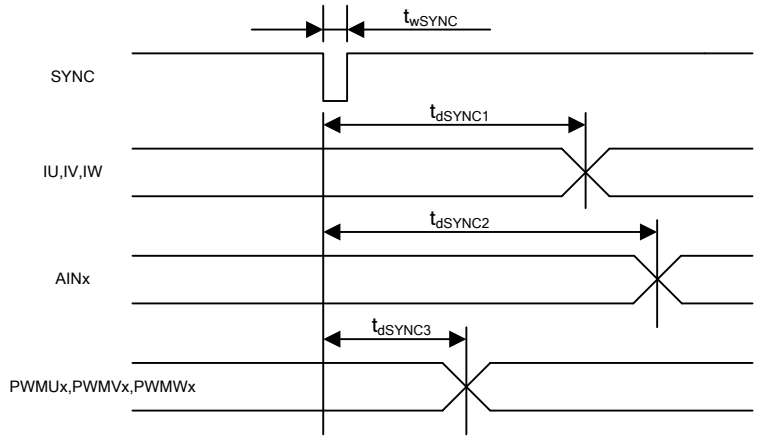 twSYNC
SYNC
tdSYNC1
IU,IV,IW
tdSYNC2
AINx
tdSYNC3
PWMUx,PWMVx,PWMWx